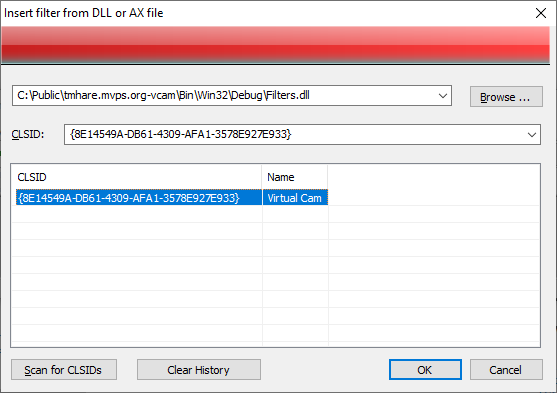 Insert filter from DLL or AX file
C:\Public\tmhare.mvps.org-vcam\Bin\Win32\Debug\Filters.dll
Browse ...
CLSID: {8E14549A-DB61-4309-AFA1-3578E927E933}
CLSID Name
{8E14549A-DB61-4309-AFA1-3578E927E933} Virtual Cam
Scan for CLSIDs Clear History OK Cancel